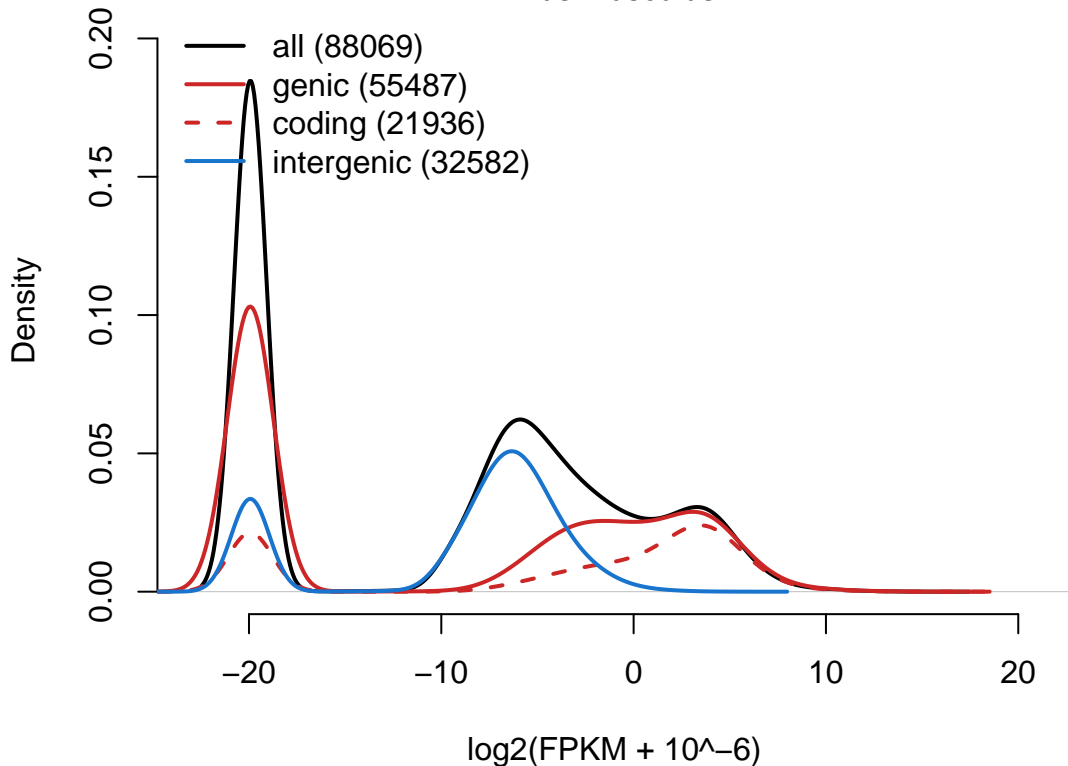 0.20
0.15
0.10
0.05
0.00
Density
all (88069)
genic (55487)
coding (21936)
intergenic (32582)
−20
−10
0
10
20
log2(FPKM + 10^−6)